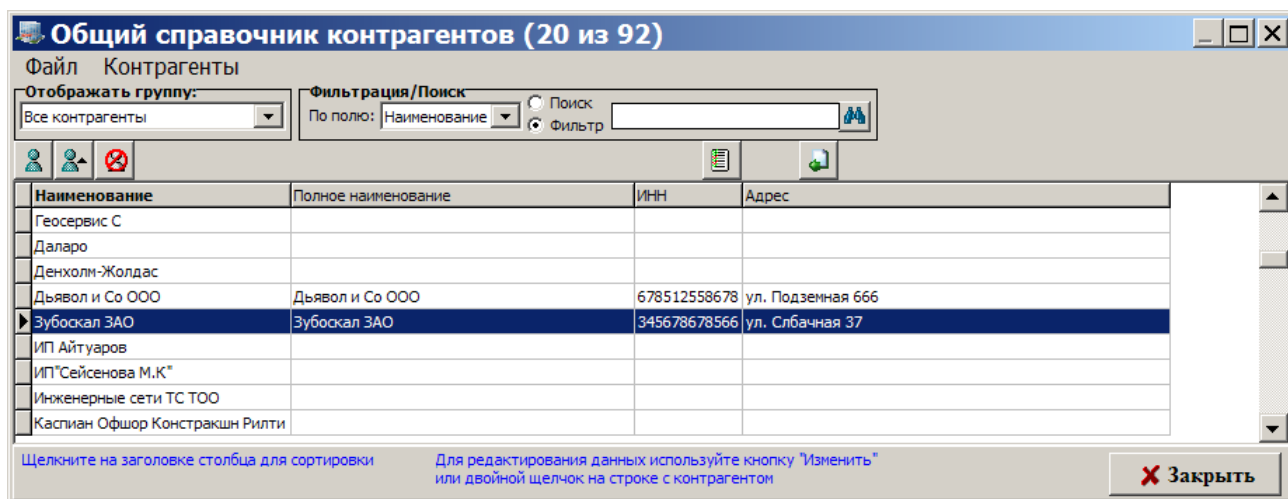 Общий справочник контрагентов (20 из 92)
Файл Контрагенты
Отображать группу:
Все контрагенты
Фильтрация/Поиск
По полю: Наименование
Поиск
Фильтр
Наименование Полное наименование ИНН Адрес
Геосервис С
Даларо
Денхолм-Жолдас
Дьявол и Со ООО Дьявол и Со ООО 678512558678 ул. Подземная 666
Зубоскал ЗАО Зубоскал ЗАО 345678678566 ул. Слбачная 37
ИП Айтуаров
ИП"Сейсенова М.К"
Инженерные сети ТС ТОО
Каспиан Офшор Констракшн Рилти
Щелкните на заголовке столбца для сортировки
Для редактирования данных используйте кнопку "Изменить"
или двойной щелчок на строке с контрагентом
Закрыть